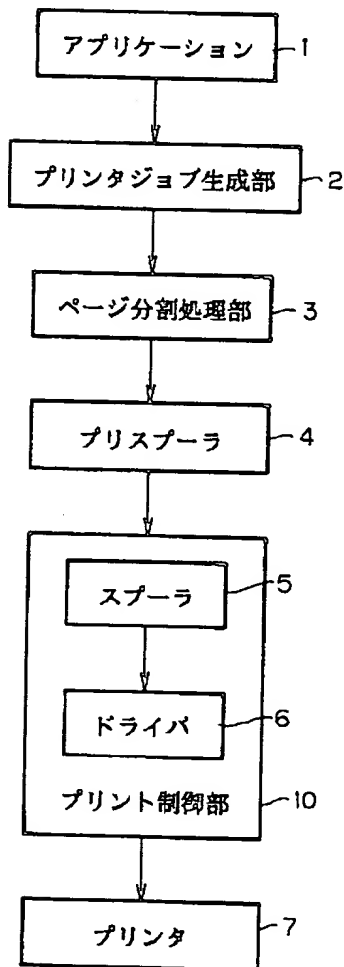 アプリケーション 1
プリンタジョブ生成部 2
ページ分割処理部 3
プリスプーラ 4
スプーラ 5
ドライバ 6
プリント制御部 10
プリンタ 7